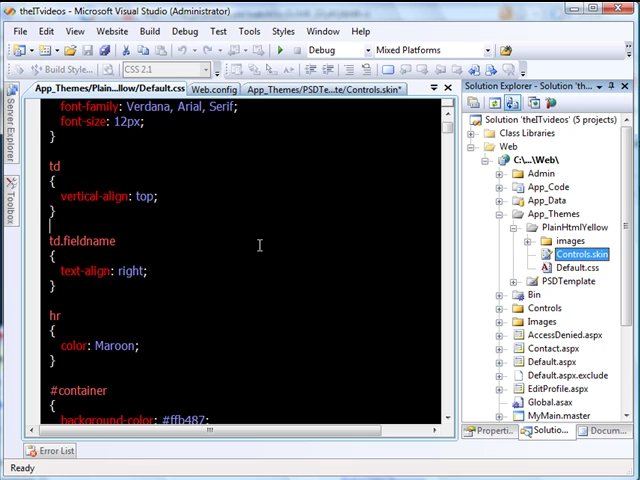 theITvideos - Microsoft Visual Studio (Administrator)
File Edit View Website Build Debug Test Tools Styles Window Help
Debug Mixed Platforms
Build Style: CSS 2.1
App_Themes/Plain...llow/Default.css Web.config App_Themes/PSDTe...te/Controls.skin*
Server Explorer
Toolbox
font-family: Verdana, Arial, Serif;
font-size: 12px;
}
td
{
vertical-align: top;
}
td.fieldname
{
text-align: right;
}
hr
{
color: Maroon;
}
#container
{
background-color: #ffb487;
Solution Explorer - Solution 'theITvideos' ...
Solution 'theITvideos' (5 projects)
Class Libraries
Web
C:\...\Web\
Admin
App_Code
App_Data
App_Themes
PlainHtmlYellow
images
Controls.skin
Default.css
PSDTemplate
Bin
Controls
Images
AccessDenied.aspx
Contact.aspx
Default.aspx
Default.aspx.exclude
EditProfile.aspx
Global.asax
MyMain.master
Properti... Solutio... Docum...
Error List
Ready